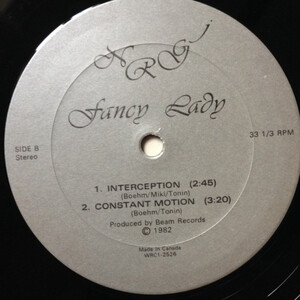 NRG
Fancy Lady
SIDE B
Stereo
33 1/3 RPM
1. INTERCEPTION (2:45)
(Boehm/Miki/Tonin)
2. CONSTANT MOTION (3:20)
(Boehm/Tonin)
Produced by Beam Records
© 1982
Made in Canada
WRC1-2526